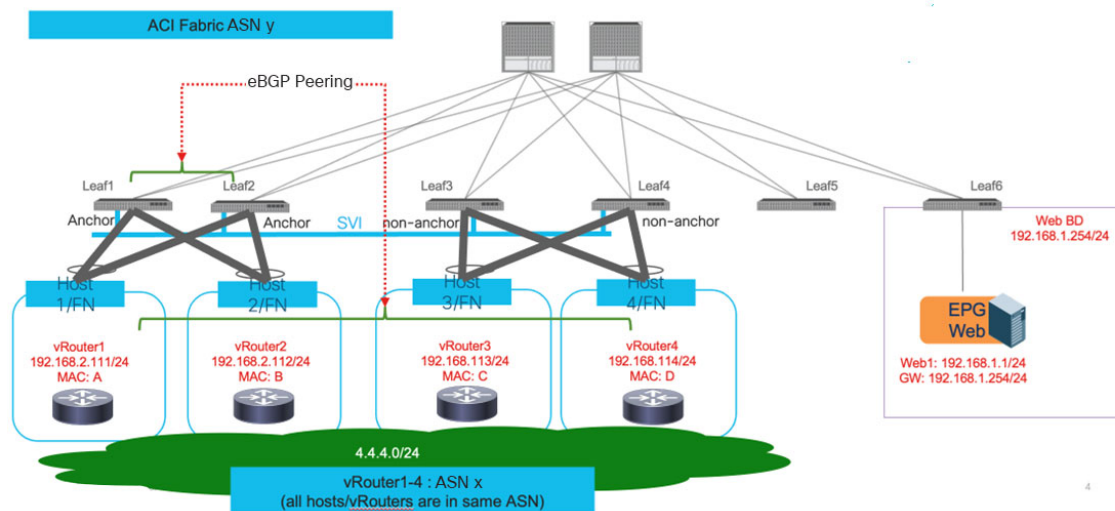 ACI Fabric ASN y
eBGP Peering
Leaf1
Leaf2
Leaf3
Leaf4
Leaf5
Leaf6
Anchor
Anchor
SVI
non-anchor
non-anchor
Web BD
192.168.1.254/24
Host
1/FN
Host
2/FN
Host
3/FN
Host
4/FN
EPG
Web
vRouter1
192.168.2.111/24
MAC: A
vRouter2
192.168.2.112/24
MAC: B
vRouter3
192.168.113/24
MAC: C
vRouter4
192.168.114/24
MAC: D
Web1: 192.168.1.1/24
GW: 192.168.1.254/24
4.4.4.0/24
vRouter1-4 : ASN x
(all hosts/vRouters are in same ASN)
4